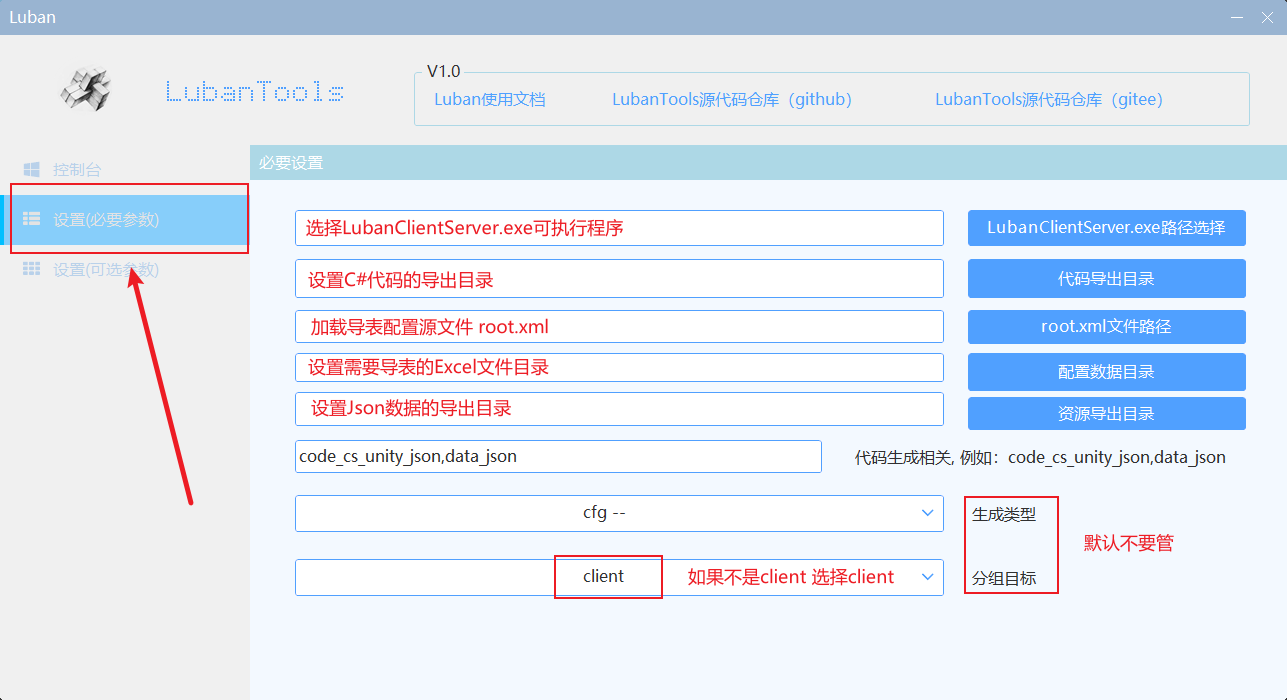 Luban
LubanTools
V1.0
Luban使用文档
LubanTools源代码仓库（github）
LubanTools源代码仓库（gitee）
控制台
设置(必要参数)
设置(可选参数)
必要设置
选择LubanClientServer.exe可执行程序
LubanClientServer.exe路径选择
设置C#代码的导出目录
代码导出目录
加载导表配置源文件 root.xml
root.xml文件路径
设置需要导表的Excel文件目录
配置数据目录
设置Json数据的导出目录
资源导出目录
code_cs_unity_json,data_json
代码生成相关, 例如：code_cs_unity_json,data_json
cfg --
生成类型
默认不要管
client
如果不是client 选择client
分组目标